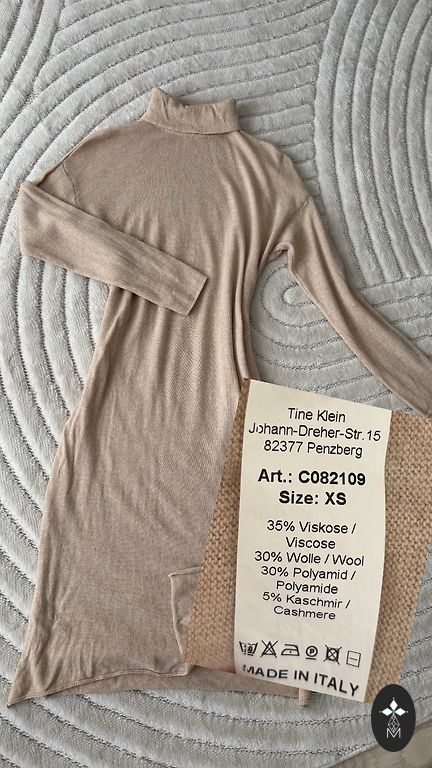 Tine Klein
Johann-Dreher-Str.15
82377 Penzberg
Art.: C082109
Size: XS
35% Viskose /
Viscose
30% Wolle / Wool
30% Polyamid /
Polyamide
5% Kaschmir /
Cashmere
MADE IN ITALY